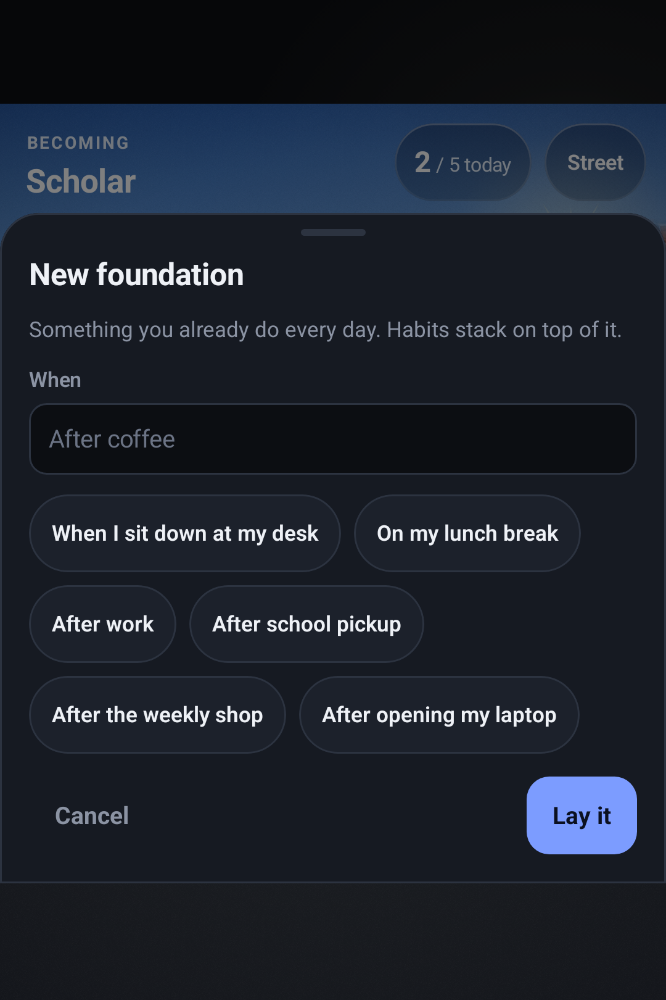 BECOMING
Scholar
2 / 5 today
Street
New foundation
Something you already do every day. Habits stack on top of it.
When
After coffee
When I sit down at my desk
On my lunch break
After work
After school pickup
After the weekly shop
After opening my laptop
Cancel
Lay it